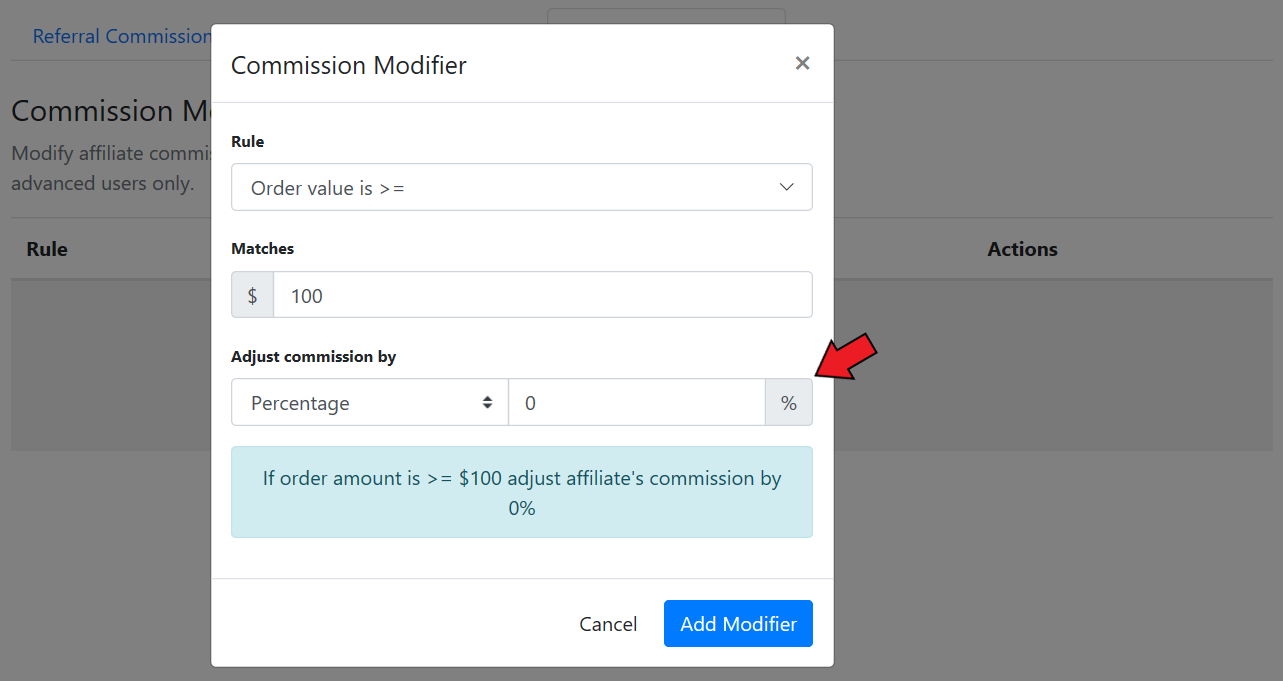 Referral Commission
Commission Modifier
×
Commission M
Modify affiliate commis
advanced users only.
Rule
Actions
Rule
Order value is >=
Matches
$ 100
Adjust commission by
Percentage 0 %
If order amount is >= $100 adjust affiliate's commission by
0%
Cancel Add Modifier